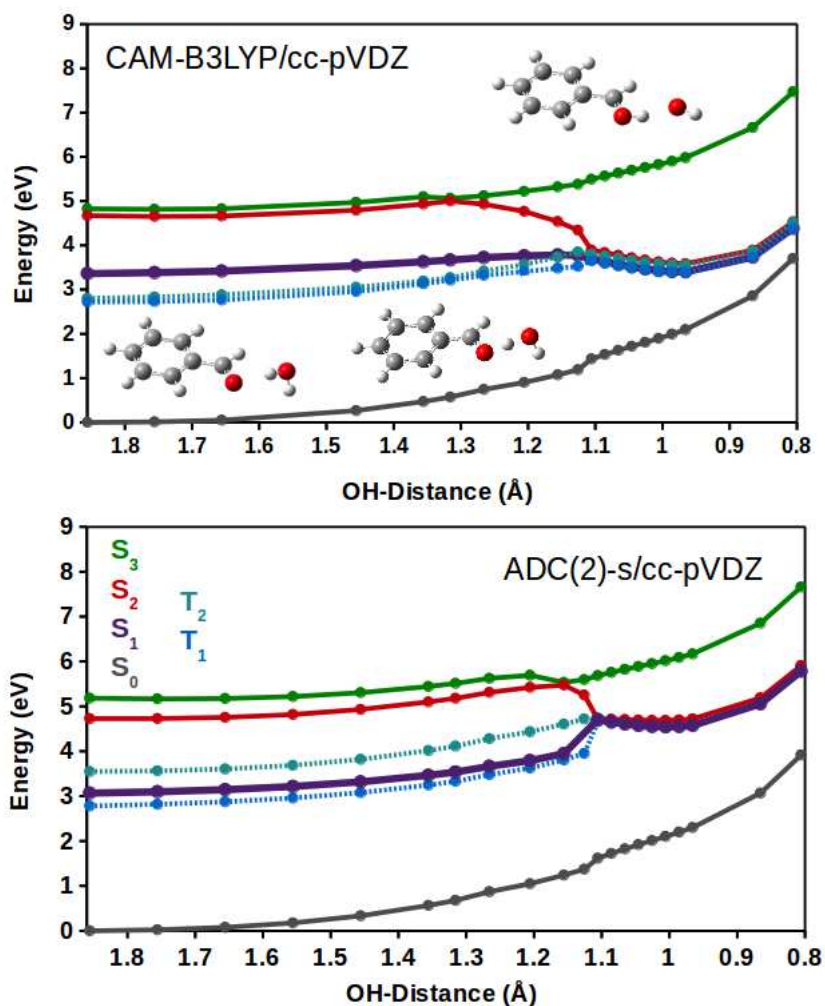 CAM-B3LYP/cc-pVDZ
Energy (eV)
9
8
7
6
5
4
3
2
1
0
1.8 1.7 1.6 1.5 1.4 1.3 1.2 1.1 1 0.9 0.8
OH-Distance (Å)
ADC(2)-s/cc-pVDZ
S3
S2 T2
S1 T1
S0
Energy (eV)
9
8
7
6
5
4
3
2
1
0
1.8 1.7 1.6 1.5 1.4 1.3 1.2 1.1 1 0.9 0.8
OH-Distance (Å)